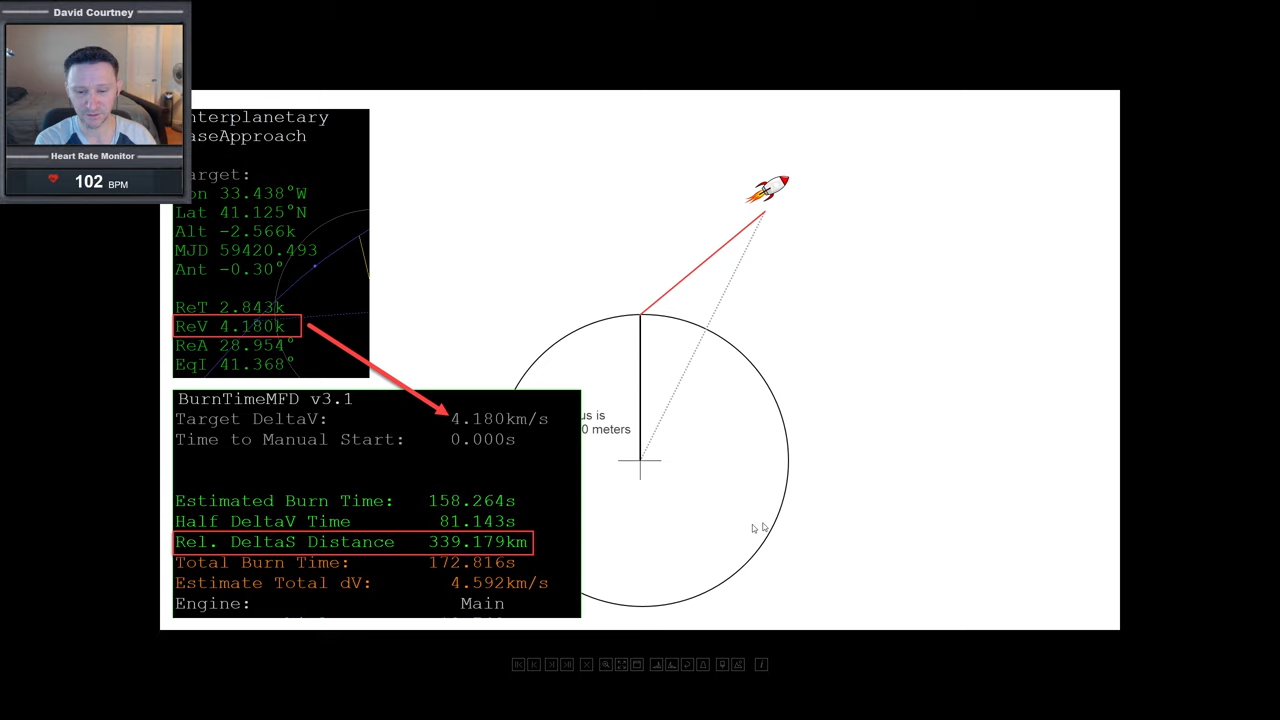 David Courtney
Heart Rate Monitor
102 BPM
nterplanetary
aseApproach
arget:
on 33.438°W
Lat 41.125°N
Alt -2.566k
MJD 59420.493
Ant -0.30°
ReT 2.843k
ReV 4.180k
ReA 28.954°
EqI 41.368°
BurnTimeMFD v3.1
Target DeltaV: 4.180km/s
Time to Manual Start: 0.000s
Estimated Burn Time: 158.264s
Half DeltaV Time 81.143s
Rel. DeltaS Distance 339.179km
Total Burn Time: 172.816s
Estimate Total dV: 4.592km/s
Engine: Main
us is
0 meters